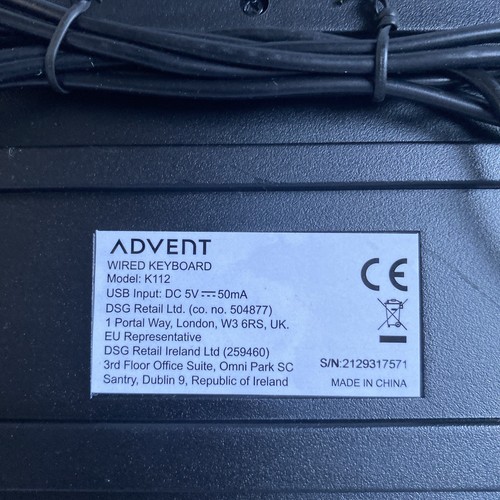 ADVENT
WIRED KEYBOARD
Model: K112
USB Input: DC 5V ⎓ 50mA
DSG Retail Ltd. (co. no. 504877)
1 Portal Way, London, W3 6RS, UK.
EU Representative
DSG Retail Ireland Ltd (259460)
3rd Floor Office Suite, Omni Park SC
Santry, Dublin 9, Republic of Ireland
CE
S/N:2129317571
MADE IN CHINA